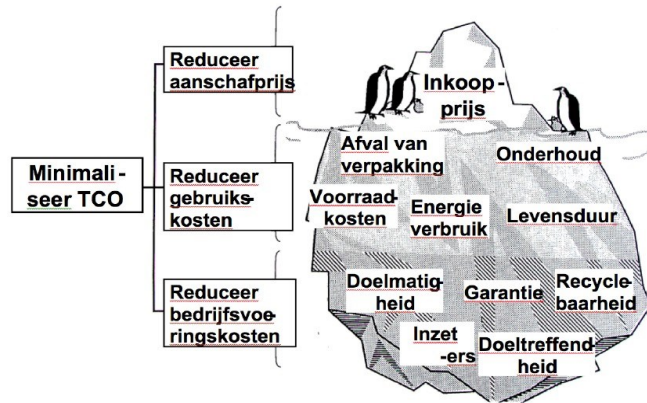 Minimali-
seer TCO
Reduceer
aanschafprijs
Reduceer
gebruiks-
kosten
Reduceer
bedrijfsvoe-
ringskosten
Inkoop-
prijs
Afval van
verpakking
Onderhoud
Voorraad-
kosten
Energie
verbruik
Levensduur
Doelmatig-
heid
Garantie
Recycle-
baarheid
Inzet
-ers
Doeltreffend-
heid